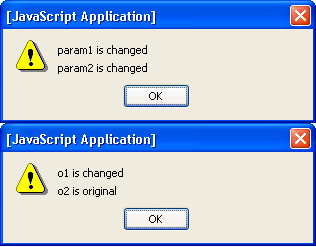 [JavaScript Application]
param1 is changed
param2 is changed
OK
[JavaScript Application]
o1 is changed
o2 is original
OK